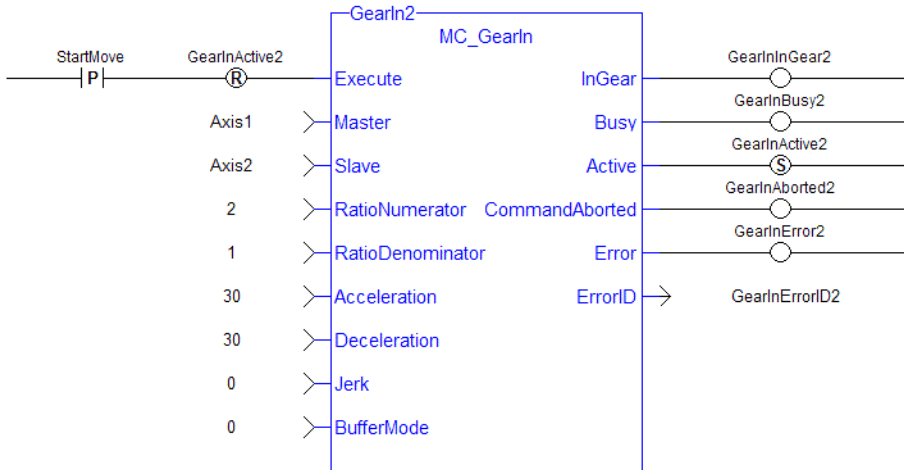 GearIn2
MC_GearIn
StartMove GearInActive2 GearInInGear2
P R Execute InGear
GearInBusy2
Axis1 Master Busy
GearInActive2
Axis2 Slave Active S
GearInAborted2
2 RatioNumerator CommandAborted
GearInError2
1 RatioDenominator Error
30 Acceleration ErrorID GearInErrorID2
30 Deceleration
0 Jerk
0 BufferMode